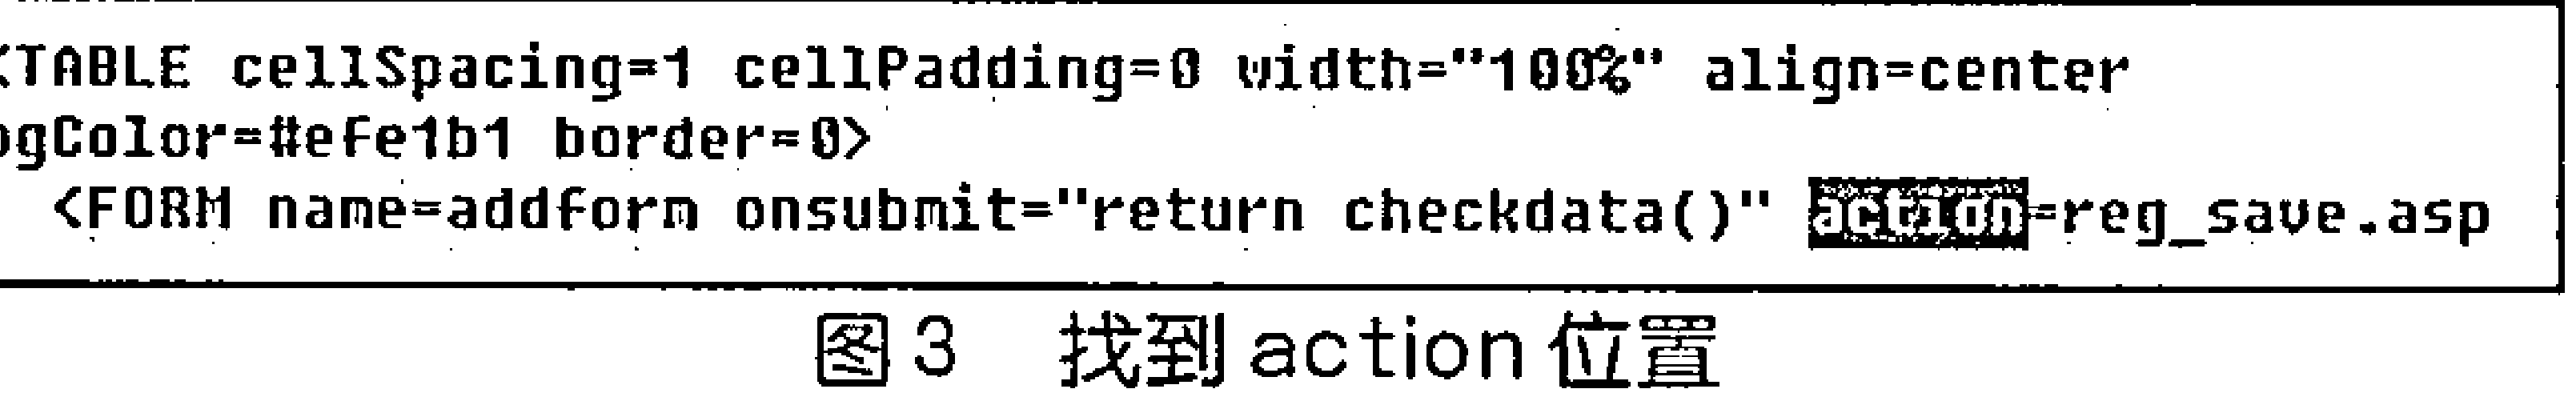 <TABLE cellSpacing=1 cellPadding=0 width="100%" align=center
bgColor=#efe1b1 border=0>
<FORM name=addform onsubmit="return checkdata()" action=reg_save.asp
图3 找到action位置